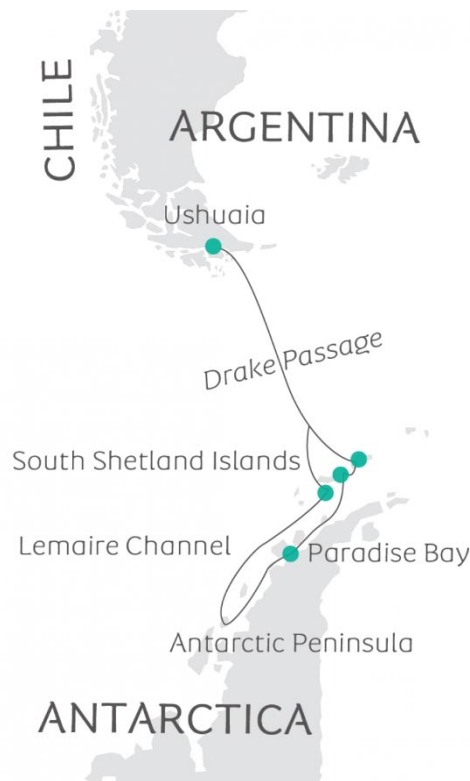 CHILE
ARGENTINA
Ushuaia
Drake Passage
South Shetland Islands
Lemaire Channel
Paradise Bay
Antarctic Peninsula
ANTARCTICA